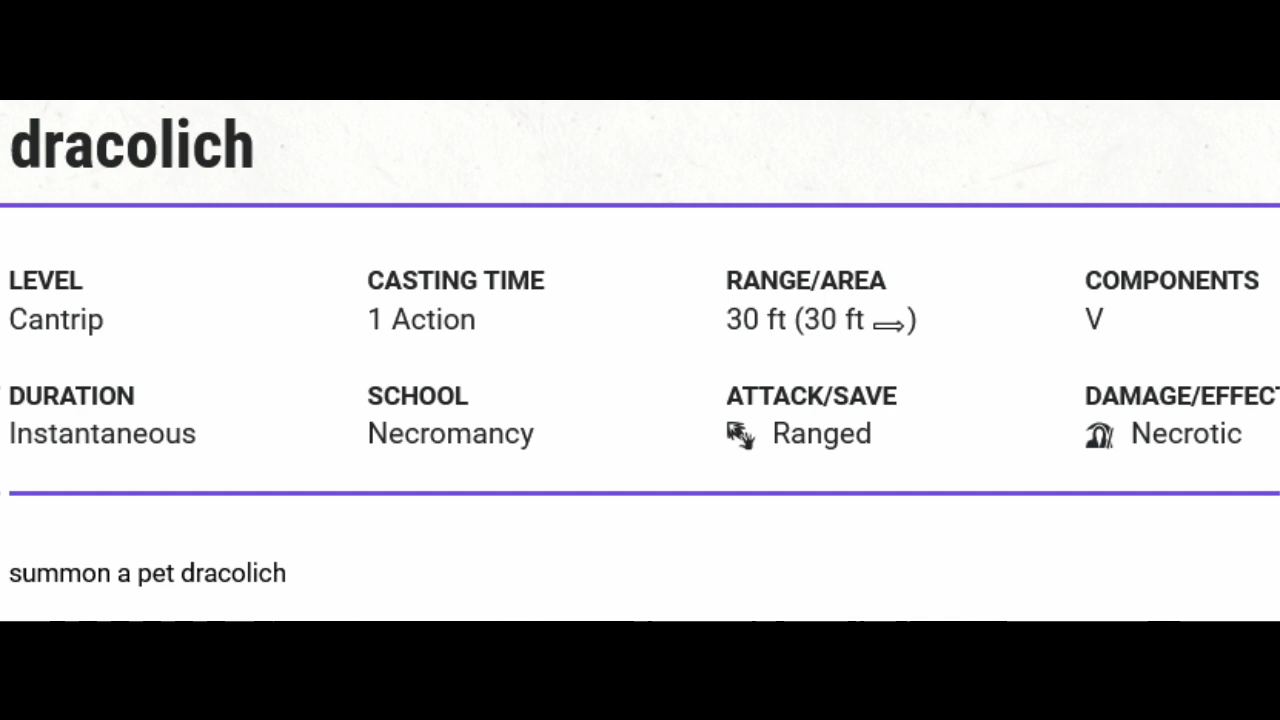 dracolich
LEVEL CASTING TIME RANGE/AREA COMPONENTS
Cantrip 1 Action 30 ft (30 ft ) V
DURATION SCHOOL ATTACK/SAVE DAMAGE/EFFECT
Instantaneous Necromancy Ranged Necrotic
summon a pet dracolich